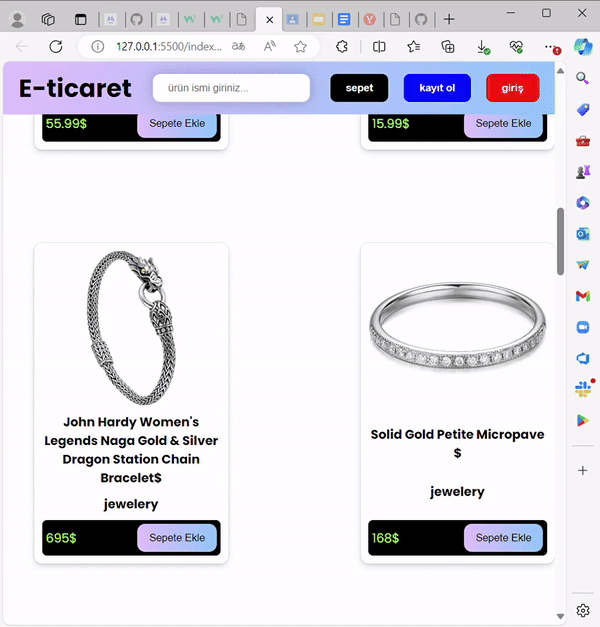 127.0.0.1:5500/index...
E-ticaret
ürün ismi giriniz...
sepet
kayıt ol
giriş
55.99$
Sepete Ekle
15.99$
Sepete Ekle
John Hardy Women's
Legends Naga Gold & Silver
Dragon Station Chain
Bracelet$
jewelery
695$
Sepete Ekle
Solid Gold Petite Micropave
$
jewelery
168$
Sepete Ekle